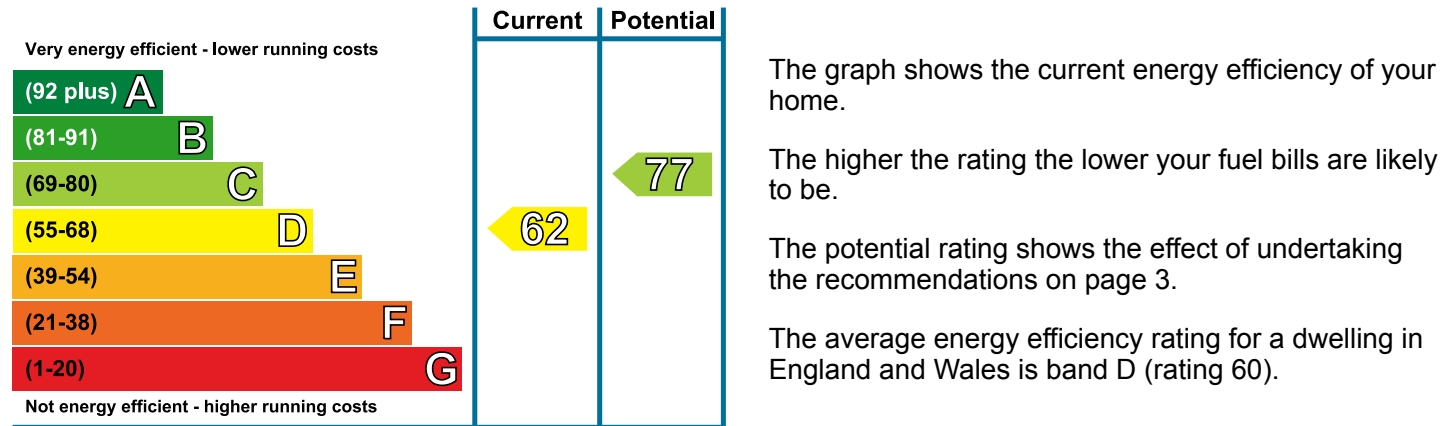 Current Potential
Very energy efficient - lower running costs
(92 plus) A
(81-91) B
(69-80) C
77
(55-68) D
62
(39-54) E
(21-38) F
(1-20) G
Not energy efficient - higher running costs
The graph shows the current energy efficiency of your
home.
The higher the rating the lower your fuel bills are likely
to be.
The potential rating shows the effect of undertaking
the recommendations on page 3.
The average energy efficiency rating for a dwelling in
England and Wales is band D (rating 60).